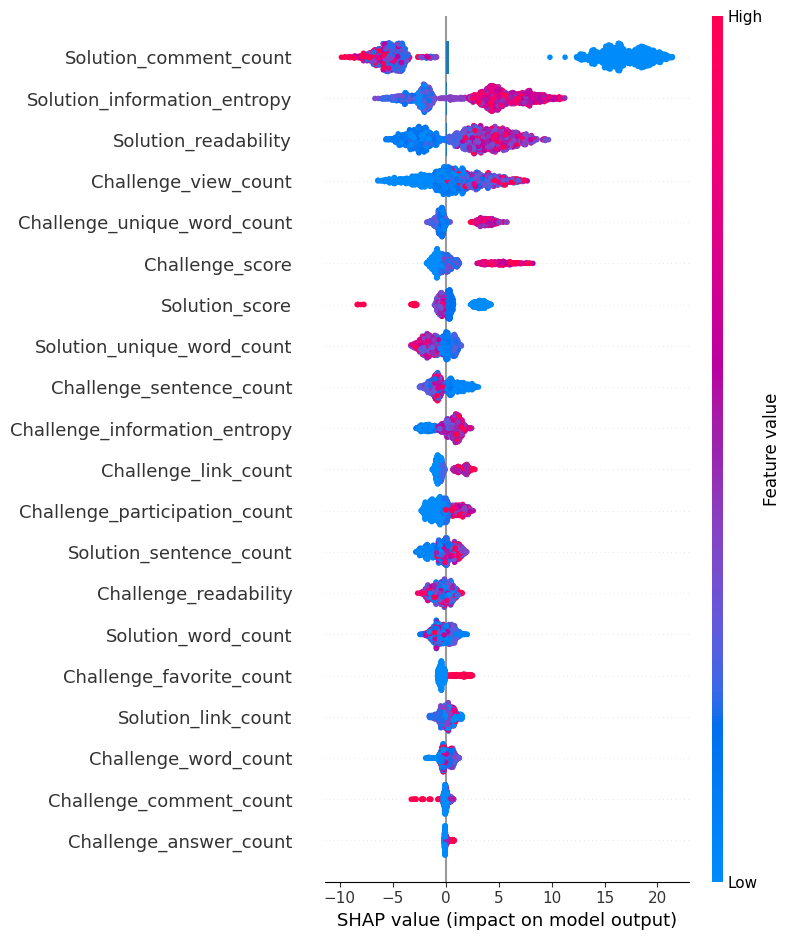 High
Solution_comment_count
Solution_information_entropy
Solution_readability
Challenge_view_count
Challenge_unique_word_count
Challenge_score
Solution_score
Solution_unique_word_count
Challenge_sentence_count
Challenge_information_entropy
Challenge_link_count
Challenge_participation_count
Solution_sentence_count
Challenge_readability
Solution_word_count
Challenge_favorite_count
Solution_link_count
Challenge_word_count
Challenge_comment_count
Challenge_answer_count
Feature value
Low
−10 −5 0 5 10 15 20
SHAP value (impact on model output)